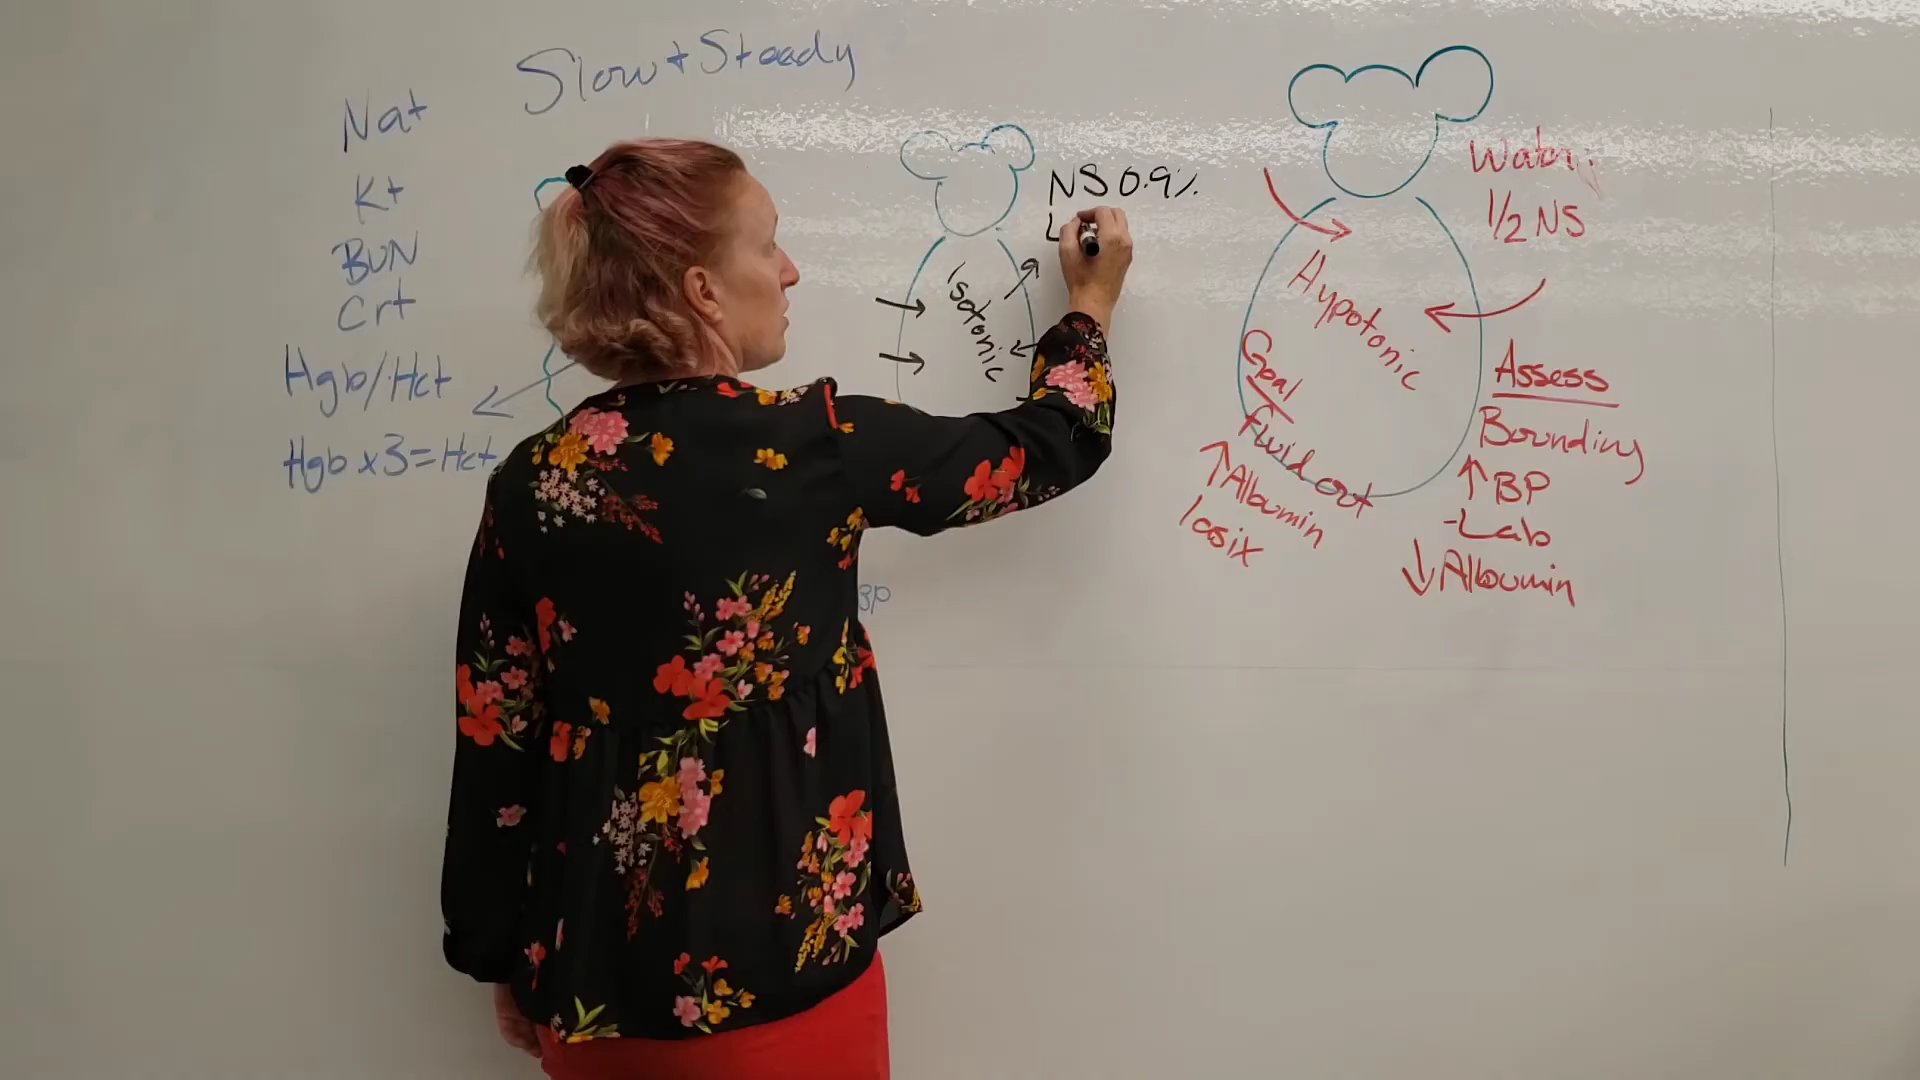 Slow + Steady
Na+
K+
BUN
Crt
Hgb/Hct
Hgb x3=Hct
BP
Isotonic
NS 0.9%
L
Water
1/2 NS
Hypotonic
Goal
fluid out
↑Albumin
lasix
Assess
Bounding
↑BP
-Lab
↓Albumin